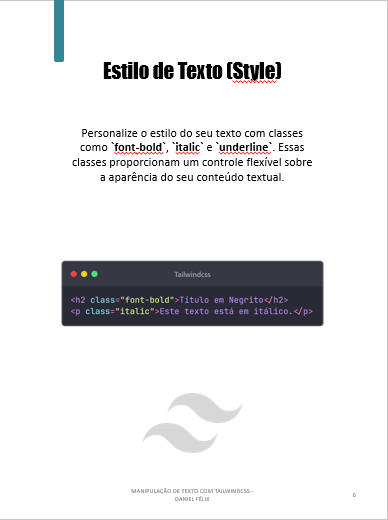 Estilo de Texto (Style)
Personalize o estilo do seu texto com classes
como `font-bold`, `italic` e `underline`. Essas
classes proporcionam um controle flexível sobre
a aparência do seu conteúdo textual.
Tailwindcss
<h2 class="font-bold">Título em Negrito</h2>
<p class="italic">Este texto está em itálico.</p>
MANIPULAÇÃO DE TEXTO COM TAILWINDCSS -
DANIEL FÉLIX
6